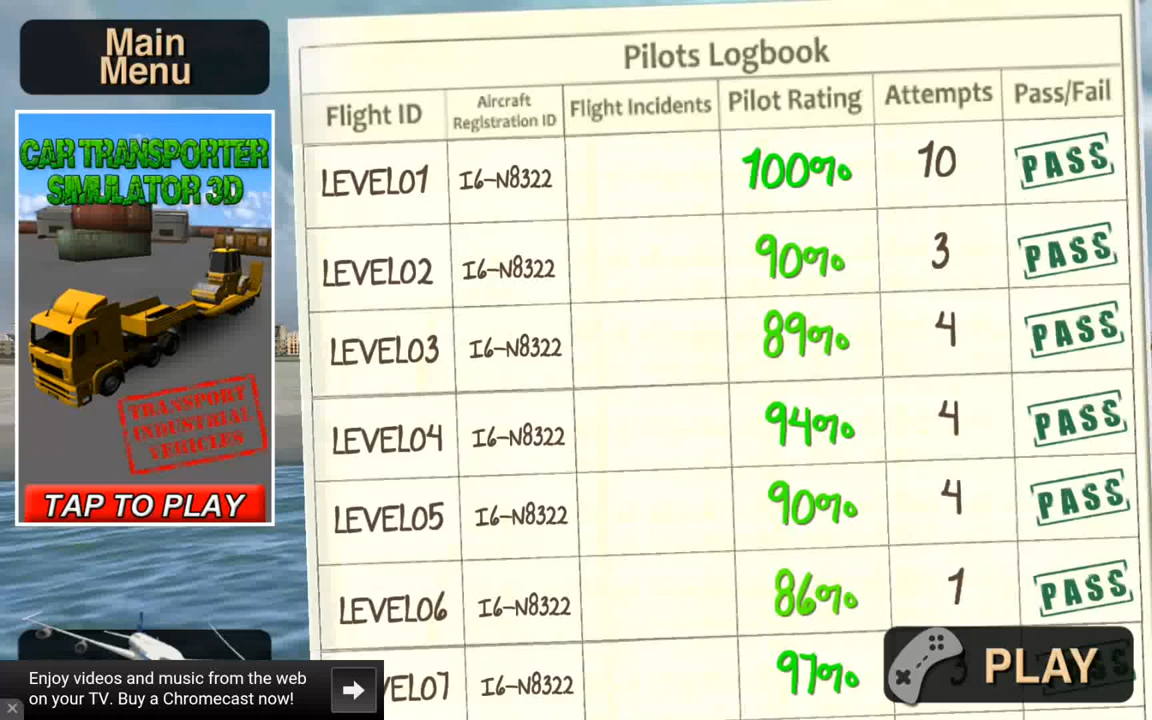 Main
Menu
CAR TRANSPORTER
SIMULATOR 3D
TRANSPORT
INDUSTRIAL
VEHICLES
TAP TO PLAY
Enjoy videos and music from the web
on your TV. Buy a Chromecast now!
Pilots Logbook
Flight ID Aircraft Registration ID Flight Incidents Pilot Rating Attempts Pass/Fail
LEVEL01 I6-N8322 100% 10 PASS
LEVEL02 I6-N8322 90% 3 PASS
LEVEL03 I6-N8322 89% 4 PASS
LEVEL04 I6-N8322 94% 4 PASS
LEVEL05 I6-N8322 90% 4 PASS
LEVEL06 I6-N8322 86% 1 PASS
VEL07 I6-N8322 97% 3
PLAY